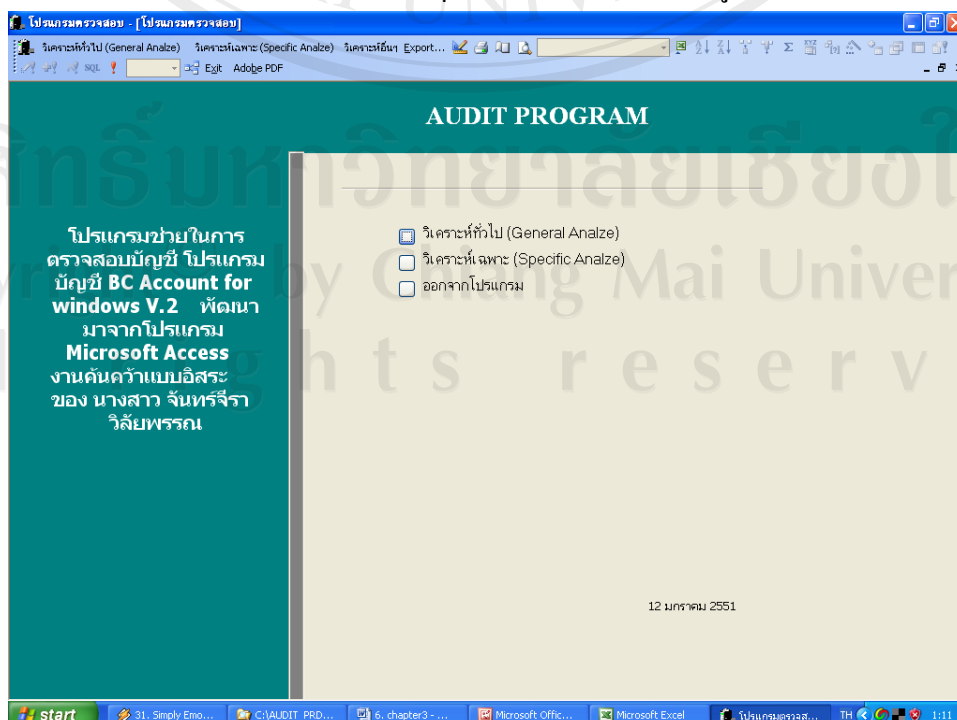 โปรแกรมตรวจสอบ - [โปรแกรมตรวจสอบ]
วิเคราะห์ทั่วไป (General Analze) วิเคราะห์เฉพาะ (Specific Analze) วิเคราะห์อื่นๆ Export...
SQL Exit Adobe PDF
AUDIT PROGRAM
โปรแกรมช่วยในการ
ตรวจสอบบัญชี โปรแกรม
บัญชี BC Account for
windows V.2 พัฒนา
มาจากโปรแกรม
Microsoft Access
งานค้นคว้าแบบอิสระ
ของ นางสาว จันทร์จีรา
วิลัยพรรณ
วิเคราะห์ทั่วไป (General Analze)
วิเคราะห์เฉพาะ (Specific Analze)
ออกจากโปรแกรม
12 มกราคม 2551
by Chiang Mai Univer
hts reserv
start 31. Simply Emo... C:\AUDIT PRO... 6. chapter3 - ... Microsoft Offic... Microsoft Excel โปรแกรมตรวจส... TH 1:11